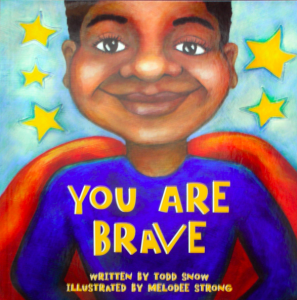 YOU ARE
BRAVE
WRITTEN BY TODD SNOW
ILLUSTRATED BY MELODEE STRONG